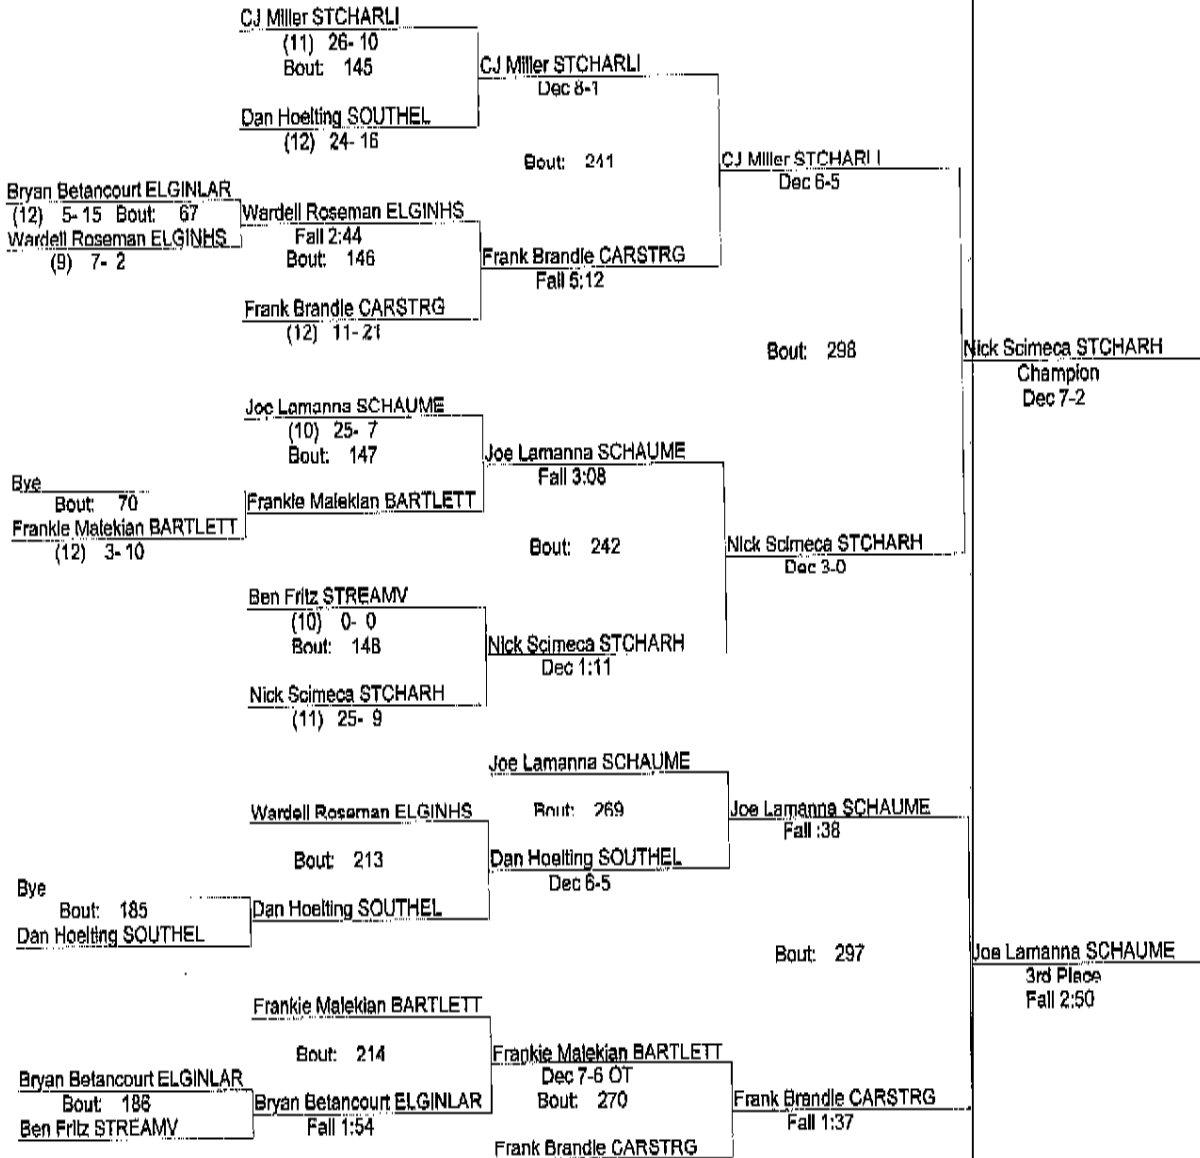 CJ Miller STCHARLI
(11) 26- 10
Bout: 145
CJ Miller STCHARLI
Dec 8-1
Dan Hoelting SOUTHEL
(12) 24- 16
Bout: 241
CJ Miller STCHARLI
Dec 6-5
Bryan Betancourt ELGINLAR
(12) 5- 15 Bout: 67
Wardell Roseman ELGINHS
(9) 7- 2
Wardell Roseman ELGINHS
Fall 2:44
Bout: 146
Frank Brandle CARSTRG
Fall 5:12
Frank Brandle CARSTRG
(12) 11- 21
Bout: 298
Nick Scimeca STCHARH
Champion
Dec 7-2
Joe Lamanna SCHAUME
(10) 25- 7
Bout: 147
Joe Lamanna SCHAUME
Fall 3:08
Bye
Bout: 70
Frankie Malekian BARTLETT
(12) 3- 10
Frankie Malekian BARTLETT
Bout: 242
Nick Scimeca STCHARH
Dec 3-0
Ben Fritz STREAMV
(10) 0- 0
Bout: 148
Nick Scimeca STCHARH
Dec 1:11
Nick Scimeca STCHARH
(11) 25- 9
Joe Lamanna SCHAUME
Wardell Roseman ELGINHS
Bout: 269
Joe Lamanna SCHAUME
Fall :38
Bout: 213
Dan Hoelting SOUTHEL
Dec 6-5
Bye
Bout: 185
Dan Hoelting SOUTHEL
Dan Hoelting SOUTHEL
Bout: 297
Joe Lamanna SCHAUME
3rd Place
Fall 2:50
Frankie Malekian BARTLETT
Bout: 214
Frankie Malekian BARTLETT
Dec 7-6 OT
Bout: 270
Bryan Betancourt ELGINLAR
Bout: 186
Ben Fritz STREAMV
Bryan Betancourt ELGINLAR
Fall 1:54
Frank Brandle CARSTRG
Fall 1:37
Frank Brandle CARSTRG